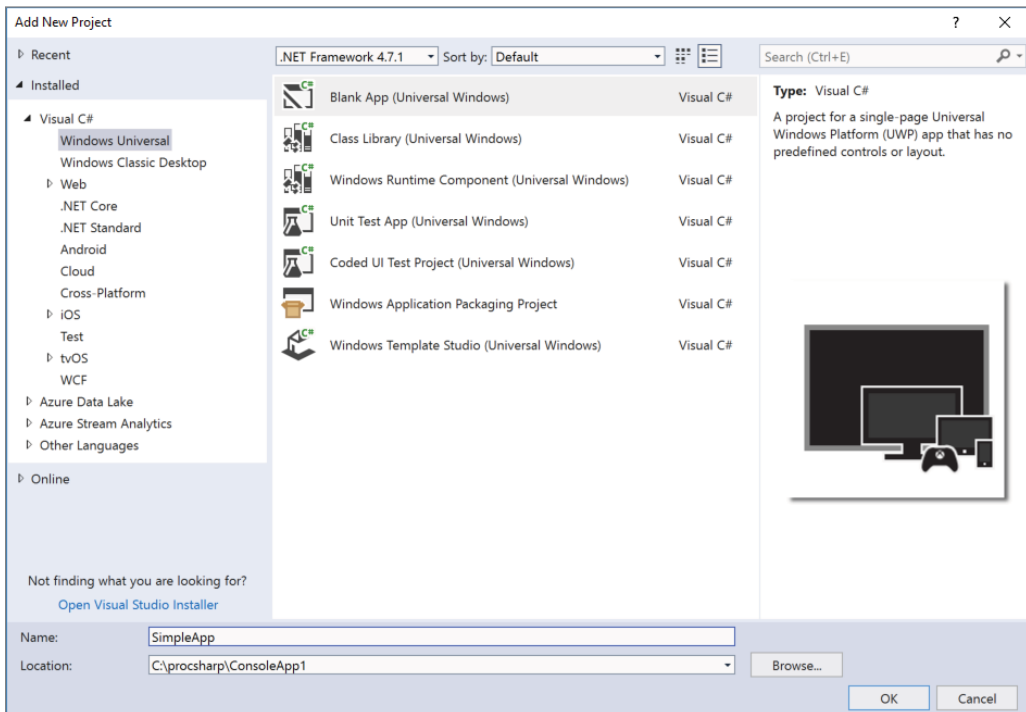 Add New Project
?
Recent
Installed
Visual C#
Windows Universal
Windows Classic Desktop
Web
.NET Core
.NET Standard
Android
Cloud
Cross-Platform
iOS
Test
tvOS
WCF
Azure Data Lake
Azure Stream Analytics
Other Languages
Online
Not finding what you are looking for?
Open Visual Studio Installer
.NET Framework 4.7.1 Sort by: Default
C# Blank App (Universal Windows) Visual C#
C# Class Library (Universal Windows) Visual C#
C# Windows Runtime Component (Universal Windows) Visual C#
C# Unit Test App (Universal Windows) Visual C#
C# Coded UI Test Project (Universal Windows) Visual C#
Windows Application Packaging Project Visual C#
C# Windows Template Studio (Universal Windows) Visual C#
Search (Ctrl+E)
Type: Visual C#
A project for a single-page Universal
Windows Platform (UWP) app that has no
predefined controls or layout.
Name: SimpleApp
Location: C:\procsharp\ConsoleApp1 Browse...
OK Cancel